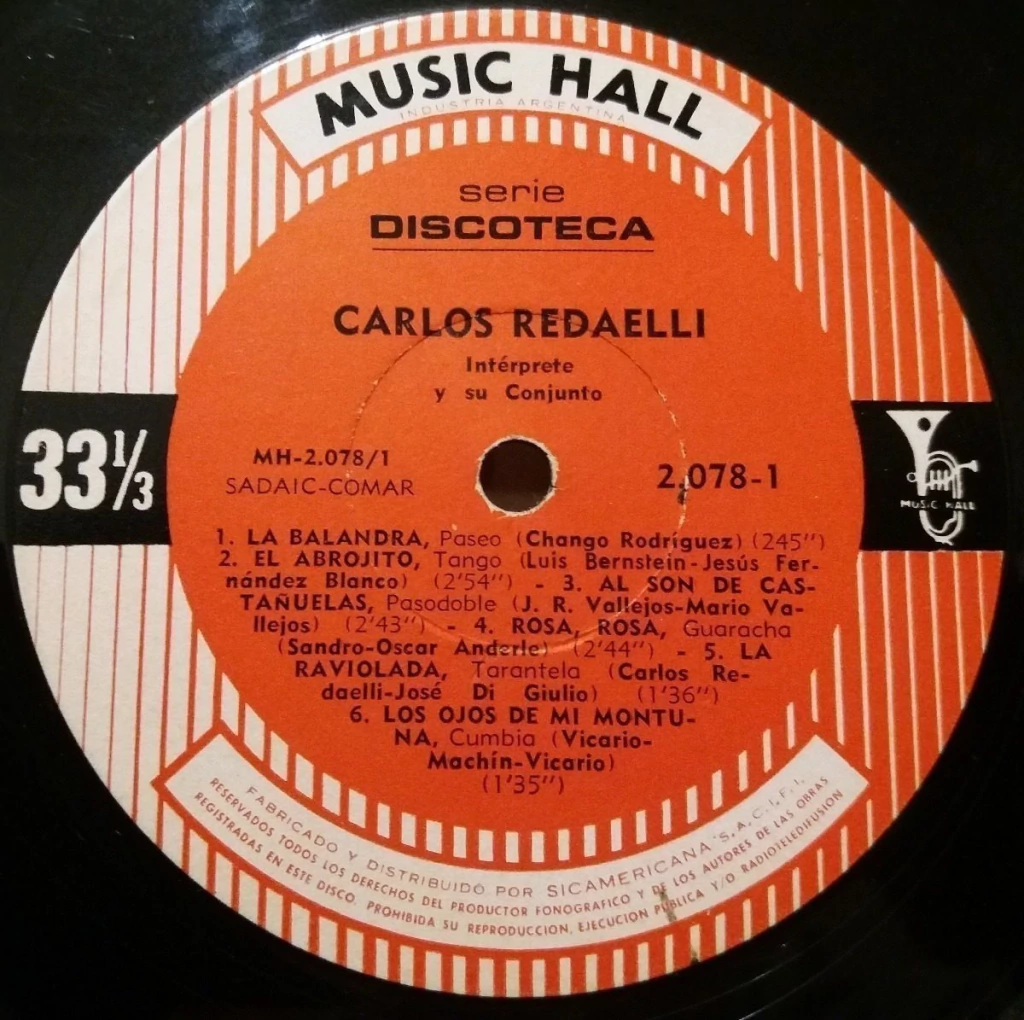 MUSIC HALL
INDUSTRIA ARGENTINA
serie
DISCOTECA
CARLOS REDAELLI
Intérprete
y su Conjunto
33⅓
MUSIC HALL
MH-2.078/1
2.078-1
SADAIC-COMAR
1. LA BALANDRA, Paseo (Chango Rodríguez) (245")
2. EL ABROJITO, Tango (Luis Bernstein-Jesús Fer-
nández Blanco) (2'54") - 3. AL SON DE CAS-
TAÑUELAS, Pasodoble (J. R. Vallejos-Mario Va-
llejos) (2'43") - 4. ROSA, ROSA, Guaracha
(Sandro-Oscar Anderle) (2'44") - 5. LA
RAVIOLADA, Tarantela (Carlos Re-
daelli-José Di Giulio) (1'36")
6. LOS OJOS DE MI MONTU-
NA, Cumbia (Vicario-
Machín-Vicario)
(1'35")
FABRICADO Y DISTRIBUIDO POR SICAMERICANA S.A.C.I.F.I.
RESERVADOS TODOS LOS DERECHOS DEL PRODUCTOR FONOGRAFICO Y DE LOS AUTORES DE LAS OBRAS
REGISTRADAS EN ESTE DISCO. PROHIBIDA SU REPRODUCCION, EJECUCION PUBLICA Y/O RADIOTELEDIFUSION